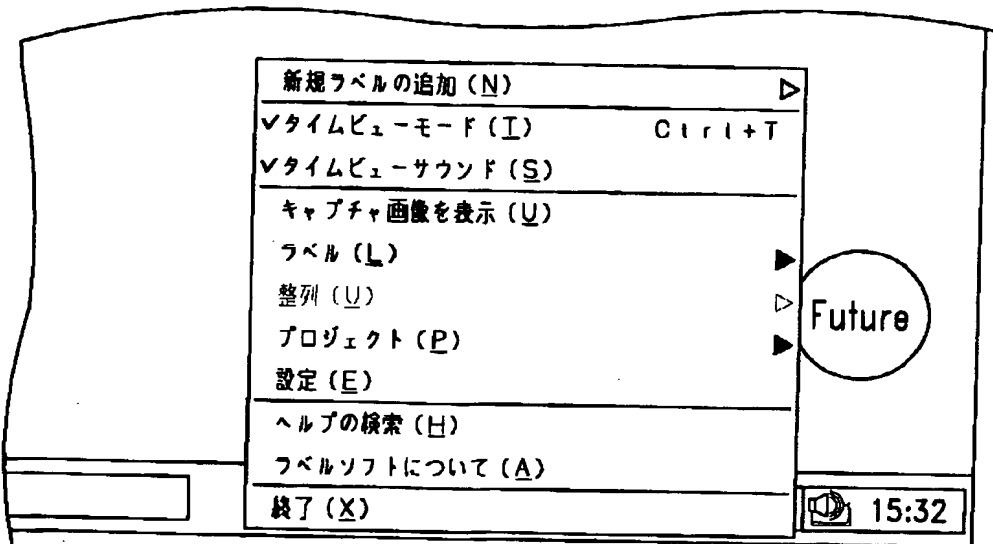 新規ラベルの追加(N)
タイムビューモード(T) Ctrl+T
タイムビューサウンド(S)
キャプチャ画像を表示(U)
ラベル(L)
整列(U)
プロジェクト(P)
設定(E)
ヘルプの検索(H)
ラベルソフトについて(A)
終了(X)
Future
15:32